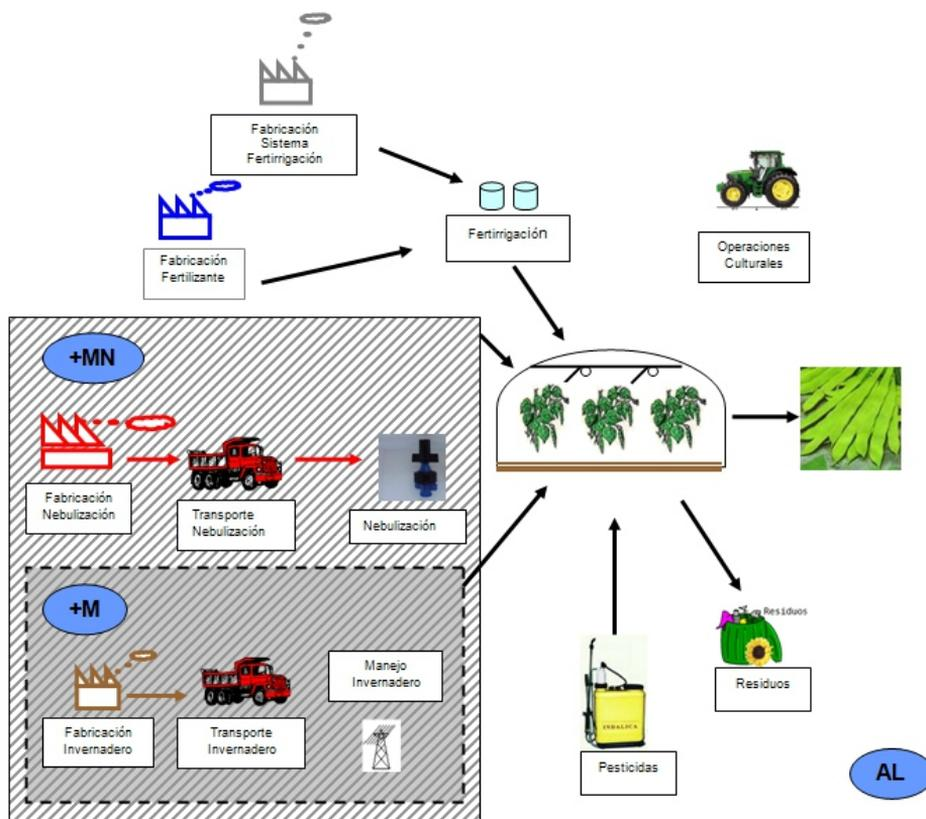 Fabricación
Sistema
Fertirrigación
Fabricación
Fertilizante
Fertirrigación
Operaciones
Culturales
+MN
Fabricación
Nebulización
Transporte
Nebulización
Nebulización
+M
Fabricación
Invernadero
Transporte
Invernadero
Manejo
Invernadero
INDALICA
Pesticidas
Residuos
Residuos
AL